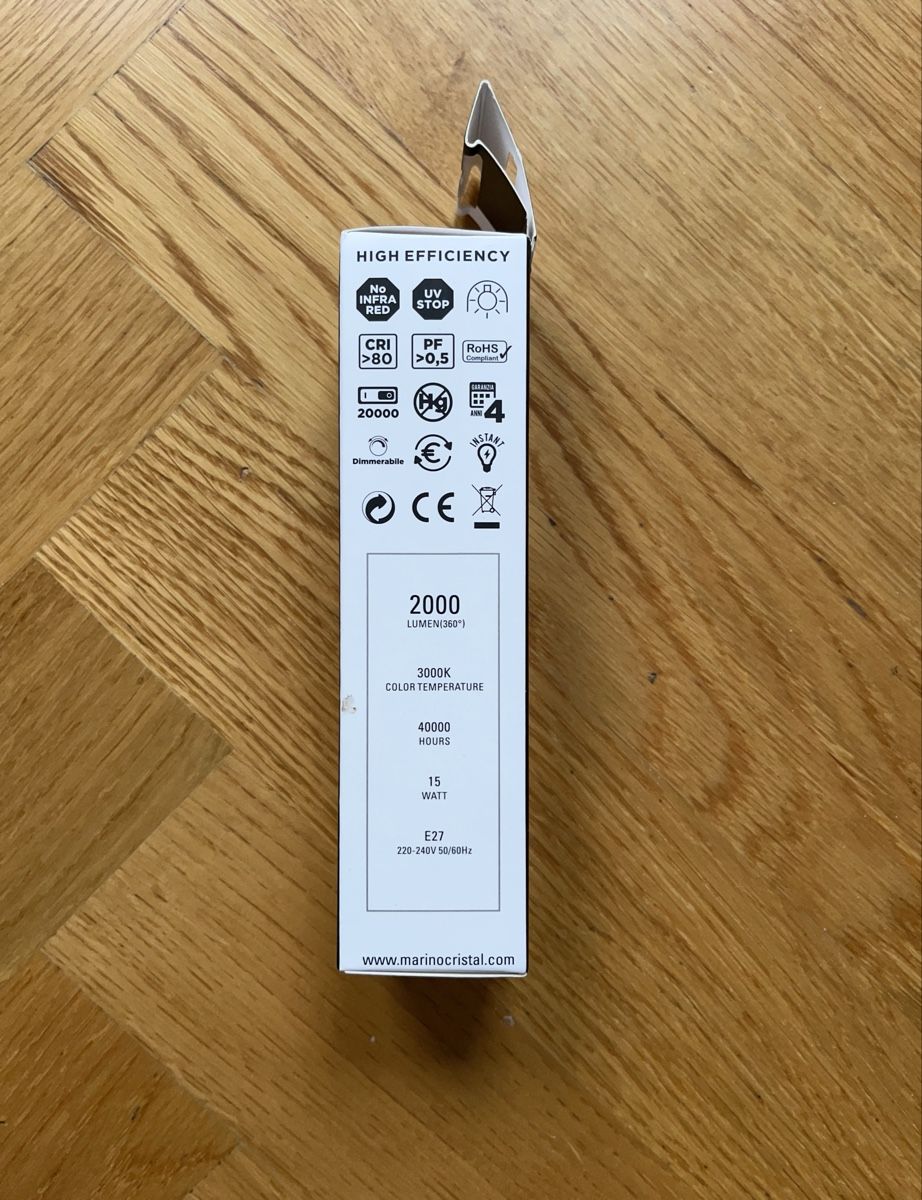 HIGH EFFICIENCY
No
INFRA
RED
UV
STOP
CRI
>80
PF
>0,5
RoHS
Compliant
20000
Hg
GARANZIA
ANNI 4
Dimmerabile
€
INSTANT
CE
2000
LUMEN(360°)
3000K
COLOR TEMPERATURE
40000
HOURS
15
WATT
E27
220-240V 50/60Hz
www.marinocristal.com